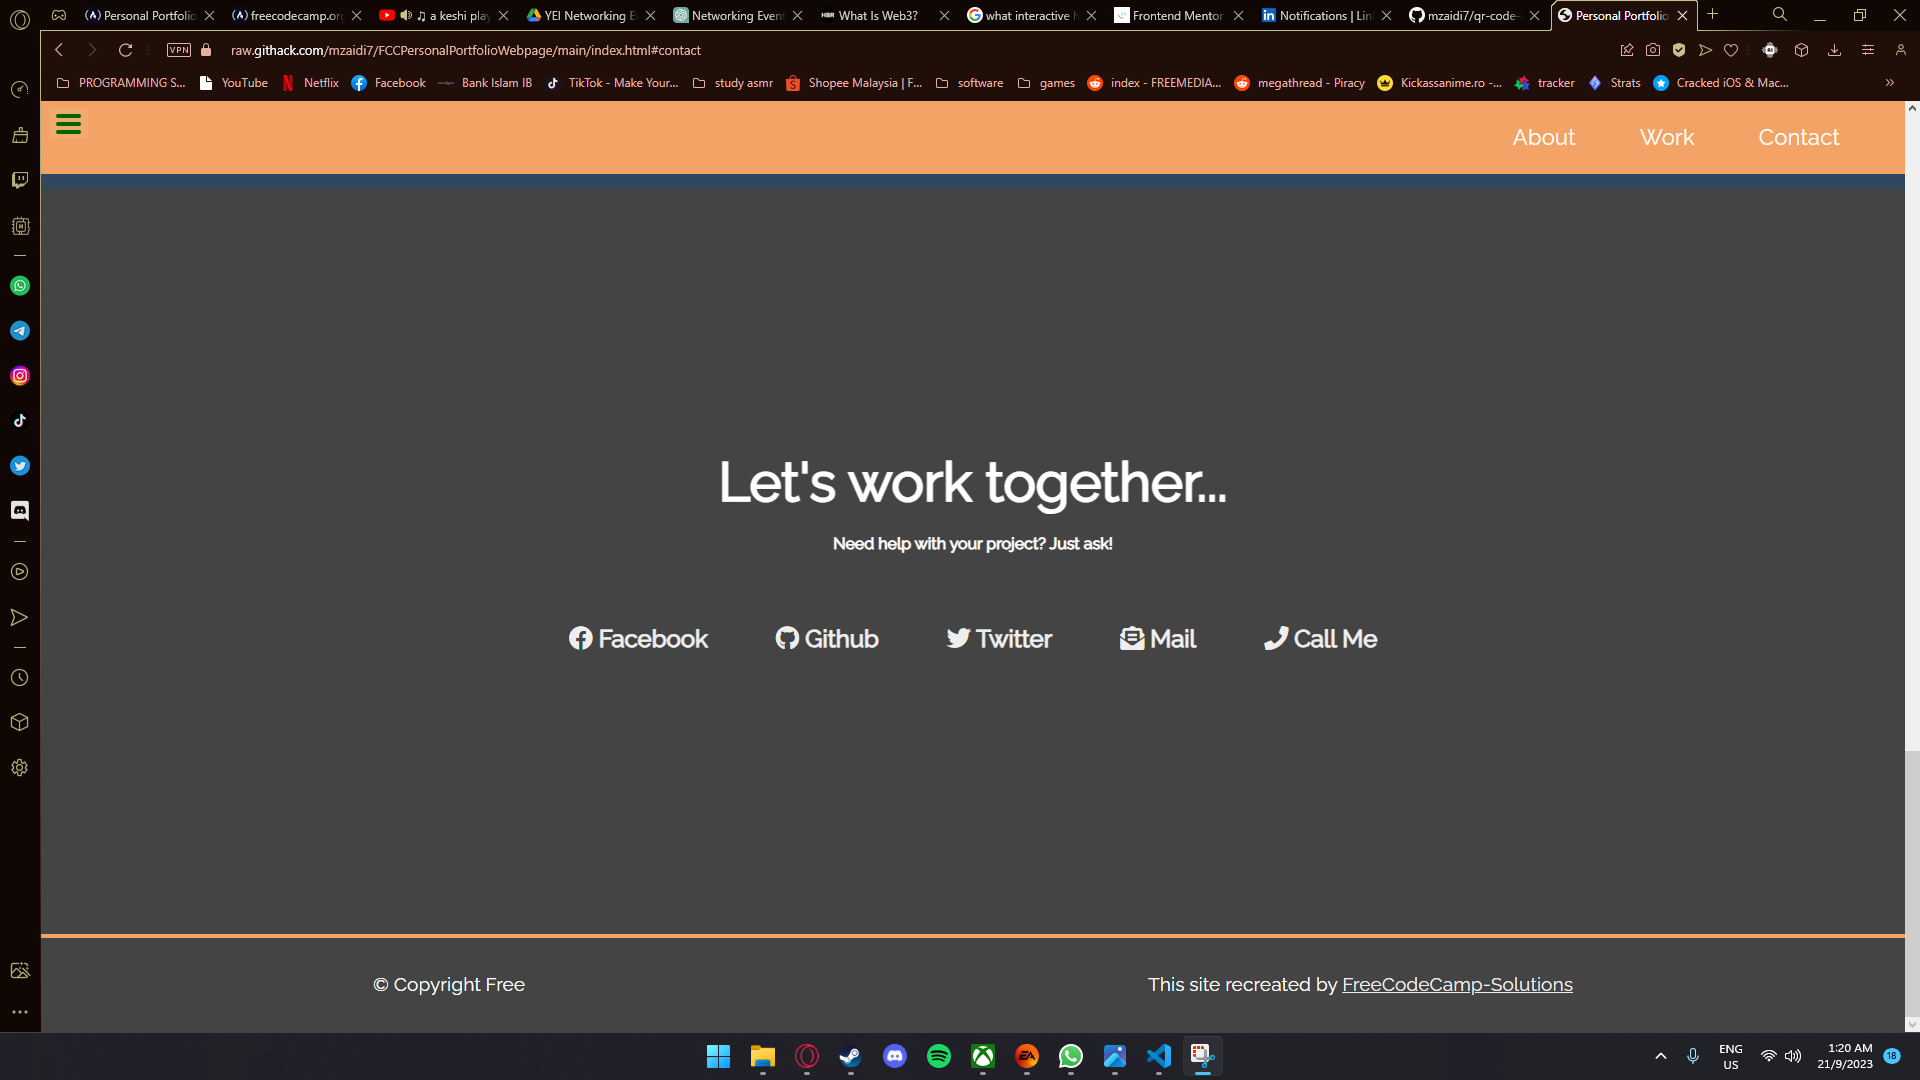 Personal Portfolio
freecodecamp.org
♫ a keshi play
YEI Networking E
Networking Event
HBR What Is Web3?
what interactive h
Frontend Mentor
Notifications | Lin
mzaidi7/qr-code-
Personal Portfolio
VPN raw.githack.com/mzaidi7/FCCPersonalPortfolioWebpage/main/index.html#contact
PROGRAMMING S... YouTube Netflix Facebook Bank Islam IB TikTok - Make Your... study asmr Shopee Malaysia | F... software games index - FREEMEDIA... megathread - Piracy Kickassanime.ro -... tracker Strats Cracked iOS & Mac... »
About Work Contact
Let's work together...
Need help with your project? Just ask!
Facebook Github Twitter Mail Call Me
© Copyright Free
This site recreated by FreeCodeCamp-Solutions
ENG
US
1:20 AM
21/9/2023
18